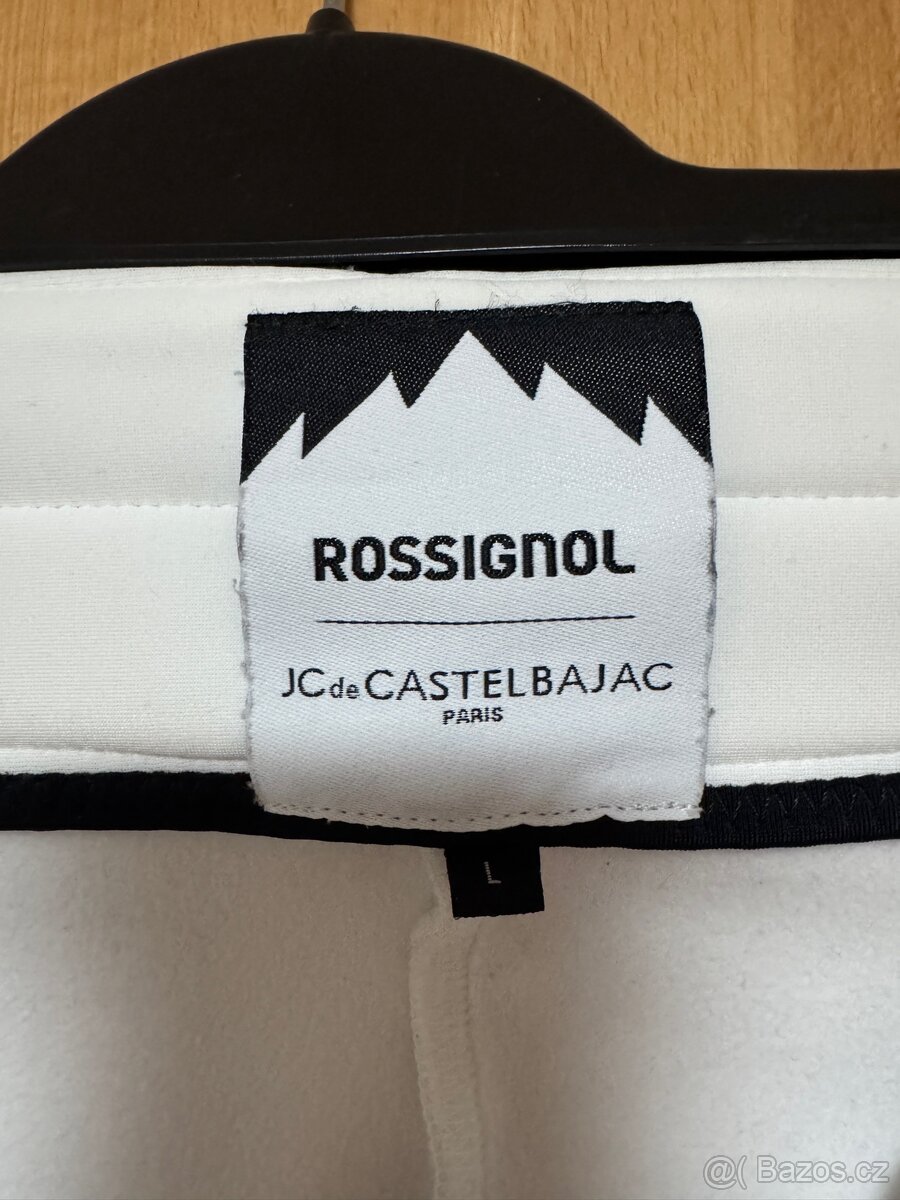 ROSSIGNOL
JCdeCASTELBAJAC
PARIS
@( Bazos.cz